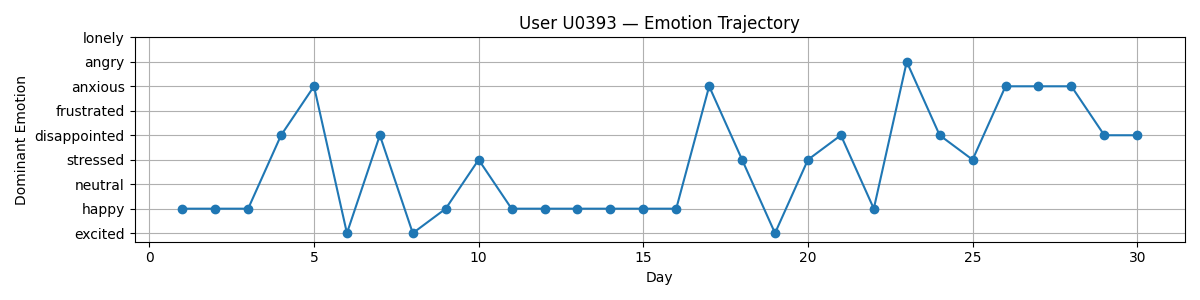 User U0393 — Emotion Trajectory
Dominant Emotion
lonely
angry
anxious
frustrated
disappointed
stressed
neutral
happy
excited
0 5 10 15 20 25 30
Day